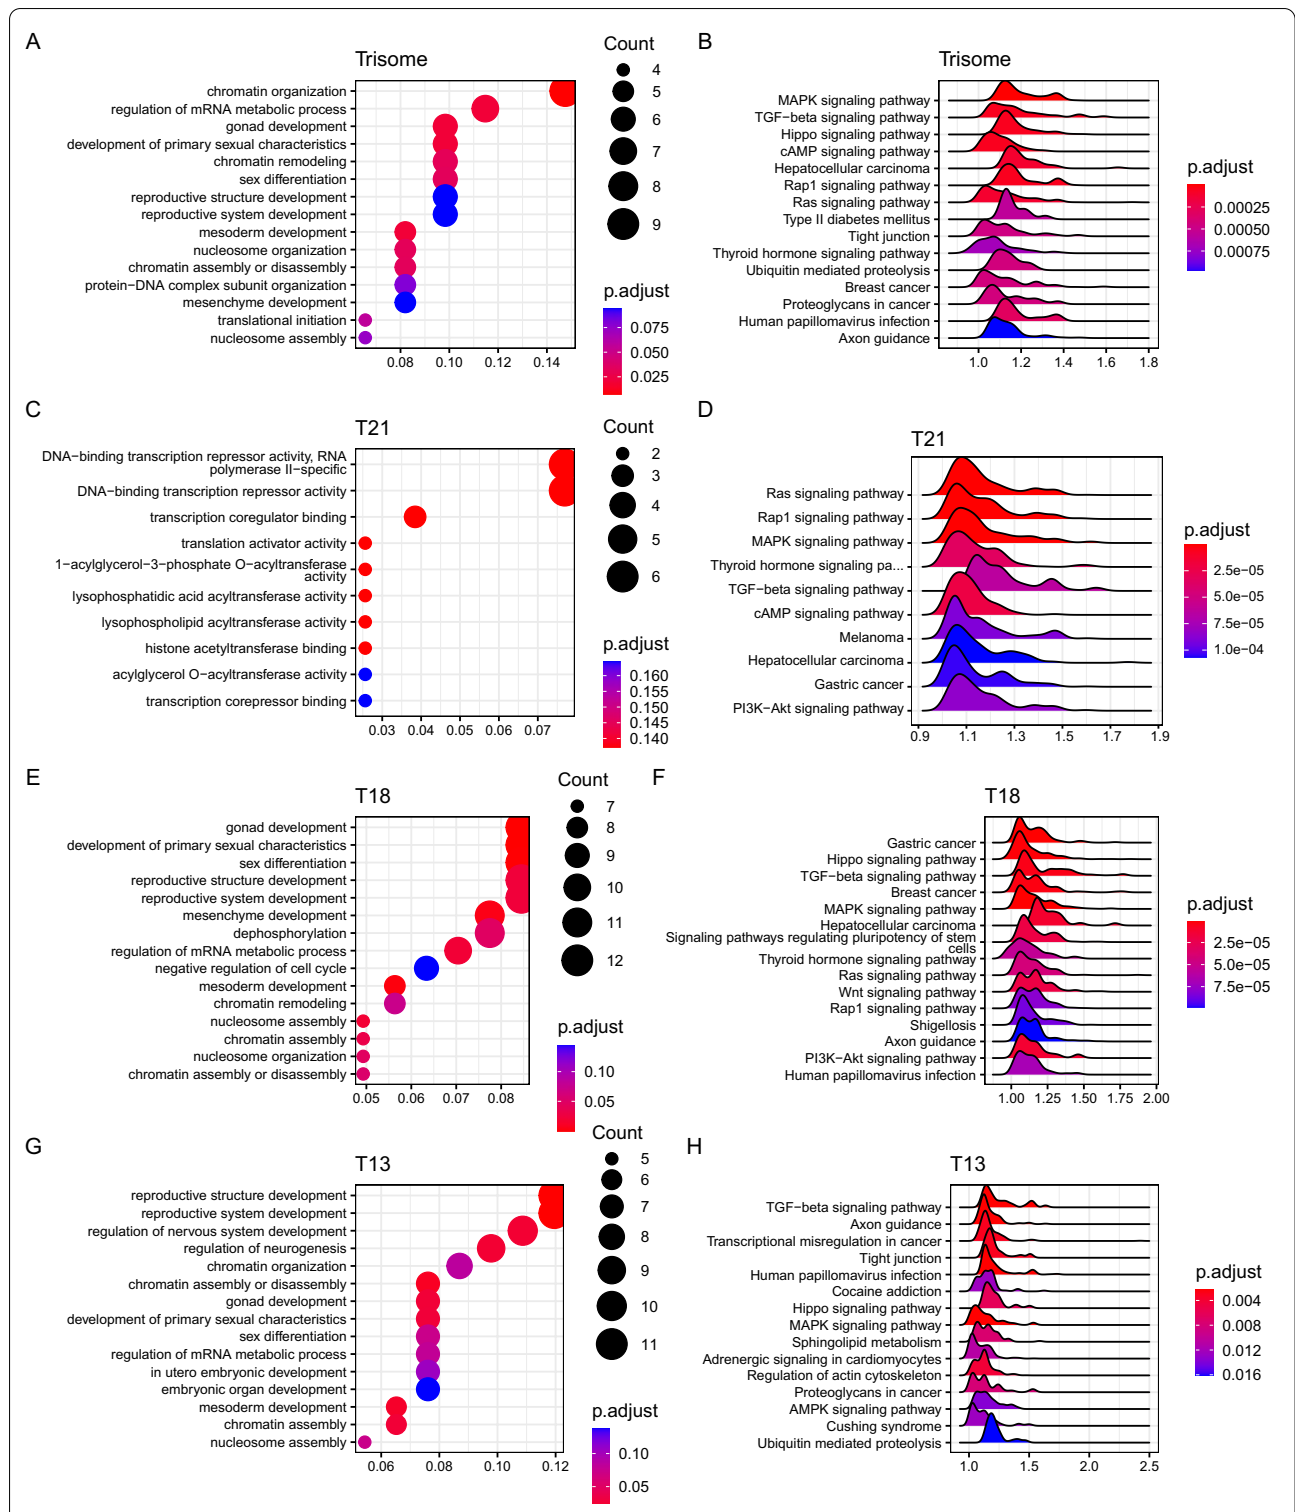 A
Trisome
chromatin organization
regulation of mRNA metabolic process
gonad development
development of primary sexual characteristics
chromatin remodeling
sex differentiation
reproductive structure development
reproductive system development
mesoderm development
nucleosome organization
chromatin assembly or disassembly
protein−DNA complex subunit organization
mesenchyme development
translational initiation
nucleosome assembly
0.08 0.10 0.12 0.14
Count
4
5
6
7
8
9
p.adjust
0.075
0.050
0.025
B
Trisome
MAPK signaling pathway
TGF−beta signaling pathway
Hippo signaling pathway
cAMP signaling pathway
Hepatocellular carcinoma
Rap1 signaling pathway
Ras signaling pathway
Type II diabetes mellitus
Tight junction
Thyroid hormone signaling pathway
Ubiquitin mediated proteolysis
Breast cancer
Proteoglycans in cancer
Human papillomavirus infection
Axon guidance
1.0 1.2 1.4 1.6 1.8
p.adjust
0.00025
0.00050
0.00075
C
T21
DNA−binding transcription repressor activity, RNA
polymerase II−specific
DNA−binding transcription repressor activity
transcription coregulator binding
translation activator activity
1−acylglycerol−3−phosphate O−acyltransferase
activity
lysophosphatidic acid acyltransferase activity
lysophospholipid acyltransferase activity
histone acetyltransferase binding
acylglycerol O−acyltransferase activity
transcription corepressor binding
0.03 0.04 0.05 0.06 0.07
Count
2
3
4
5
6
p.adjust
0.160
0.155
0.150
0.145
0.140
D
T21
Ras signaling pathway
Rap1 signaling pathway
MAPK signaling pathway
Thyroid hormone signaling pa...
TGF−beta signaling pathway
cAMP signaling pathway
Melanoma
Hepatocellular carcinoma
Gastric cancer
PI3K−Akt signaling pathway
0.9 1.1 1.3 1.5 1.7 1.9
p.adjust
2.5e−05
5.0e−05
7.5e−05
1.0e−04
E
T18
gonad development
development of primary sexual characteristics
sex differentiation
reproductive structure development
reproductive system development
mesenchyme development
dephosphorylation
regulation of mRNA metabolic process
negative regulation of cell cycle
mesoderm development
chromatin remodeling
nucleosome assembly
chromatin assembly
nucleosome organization
chromatin assembly or disassembly
0.05 0.06 0.07 0.08
Count
7
8
9
10
11
12
p.adjust
0.10
0.05
F
T18
Gastric cancer
Hippo signaling pathway
TGF−beta signaling pathway
Breast cancer
MAPK signaling pathway
Hepatocellular carcinoma
Signaling pathways regulating pluripotency of stem
cells
Thyroid hormone signaling pathway
Ras signaling pathway
Wnt signaling pathway
Rap1 signaling pathway
Shigellosis
Axon guidance
PI3K−Akt signaling pathway
Human papillomavirus infection
1.00 1.25 1.50 1.75 2.00
p.adjust
2.5e−05
5.0e−05
7.5e−05
G
T13
reproductive structure development
reproductive system development
regulation of nervous system development
regulation of neurogenesis
chromatin organization
chromatin assembly or disassembly
gonad development
development of primary sexual characteristics
sex differentiation
regulation of mRNA metabolic process
in utero embryonic development
embryonic organ development
mesoderm development
chromatin assembly
nucleosome assembly
0.06 0.08 0.10 0.12
Count
5
6
7
8
9
10
11
p.adjust
0.10
0.05
H
T13
TGF−beta signaling pathway
Axon guidance
Transcriptional misregulation in cancer
Tight junction
Human papillomavirus infection
Cocaine addiction
Hippo signaling pathway
MAPK signaling pathway
Sphingolipid metabolism
Adrenergic signaling in cardiomyocytes
Regulation of actin cytoskeleton
Proteoglycans in cancer
AMPK signaling pathway
Cushing syndrome
Ubiquitin mediated proteolysis
1.0 1.5 2.0 2.5
p.adjust
0.004
0.008
0.012
0.016